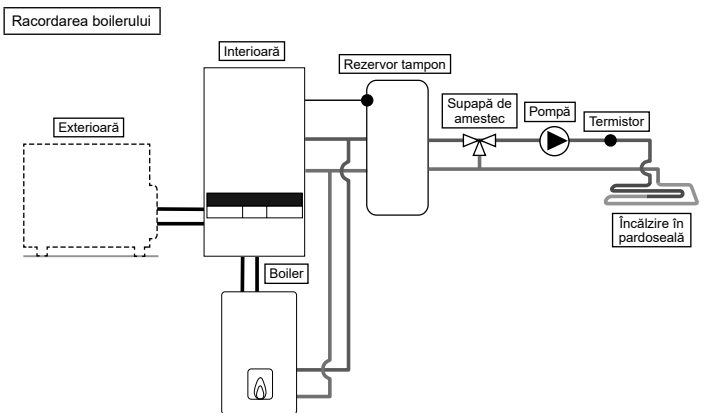 Racordarea boilerului
Interioară
Rezervor tampon
Supapă de
amestec
Pompă
Termistor
Exterioară
Încălzire în
pardoseală
Boiler